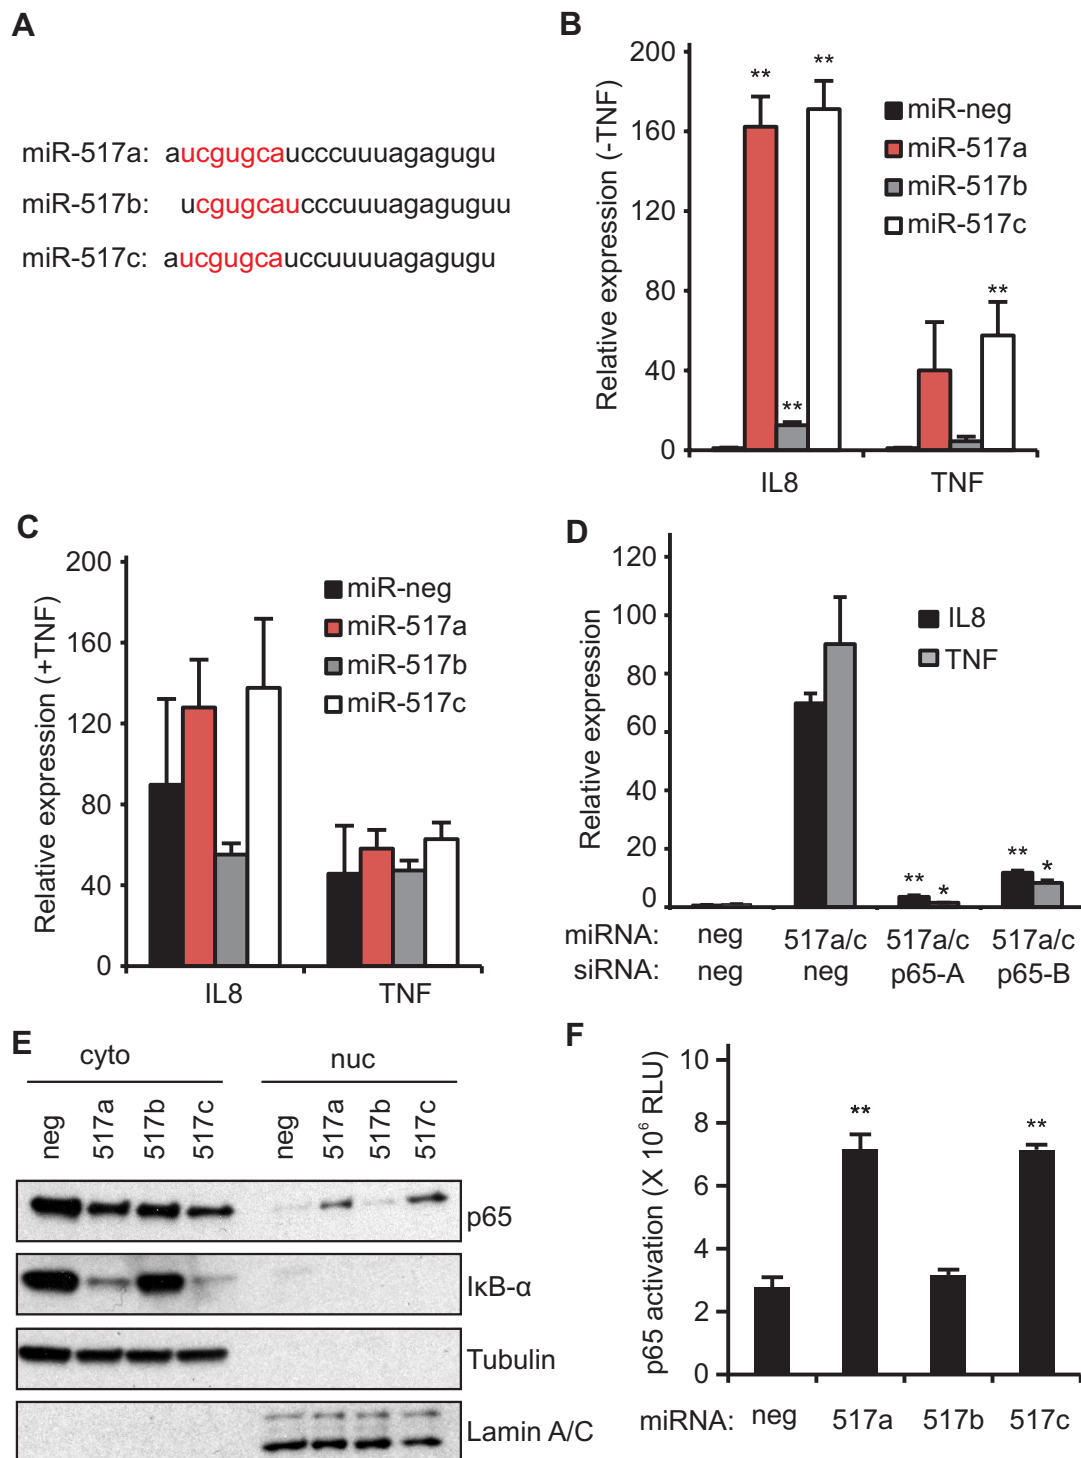 A
miR-517a: aucgugcaucccuuuagagugu
miR-517b: ucgugcaucccuuuagaguguu
miR-517c: aucgugcauccuuuuagagugu
B
Relative expression (-TNF)
200
160
120
80
40
0
** ** ** **
miR-neg
miR-517a
miR-517b
miR-517c
IL8 TNF
C
Relative expression (+TNF)
200
160
120
80
40
0
miR-neg
miR-517a
miR-517b
miR-517c
IL8 TNF
D
Relative expression
120
100
80
60
40
20
0
IL8
TNF
** * ** *
miRNA: neg 517a/c 517a/c 517a/c
siRNA: neg neg p65-A p65-B
E
cyto nuc
neg 517a 517b 517c neg 517a 517b 517c
p65
IκB-α
Tubulin
Lamin A/C
F
p65 activation (X 10⁶ RLU)
10
8
6
4
2
0
** **
miRNA: neg 517a 517b 517c